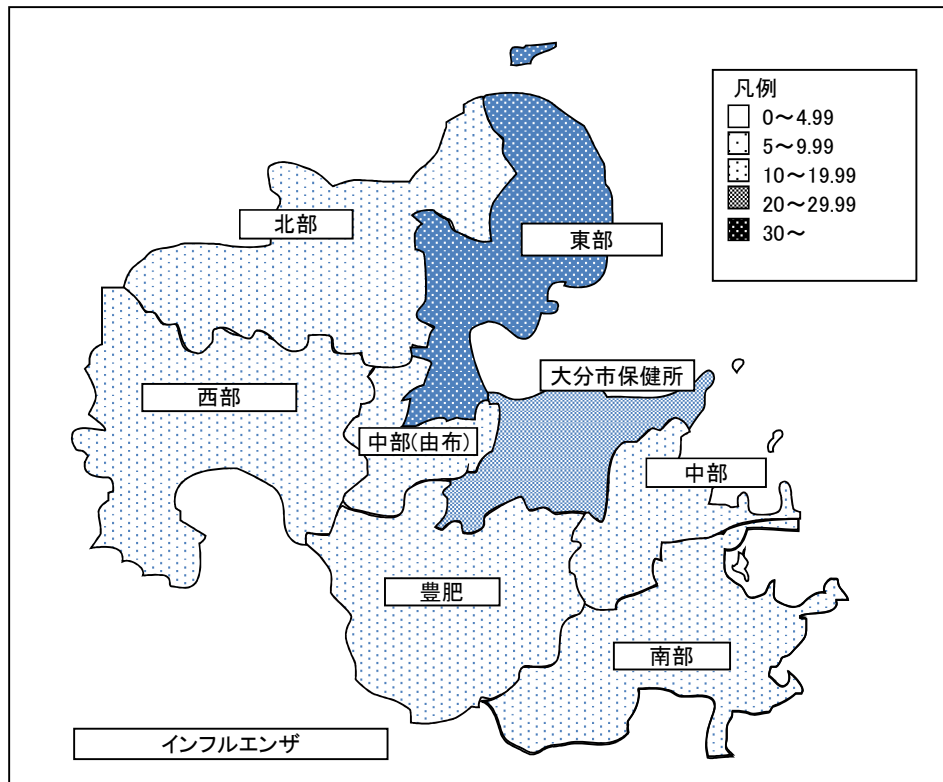 凡例
0～4.99
5～9.99
10～19.99
20～29.99
30～
北部
東部
大分市保健所
西部
中部(由布)
中部
豊肥
南部
インフルエンザ